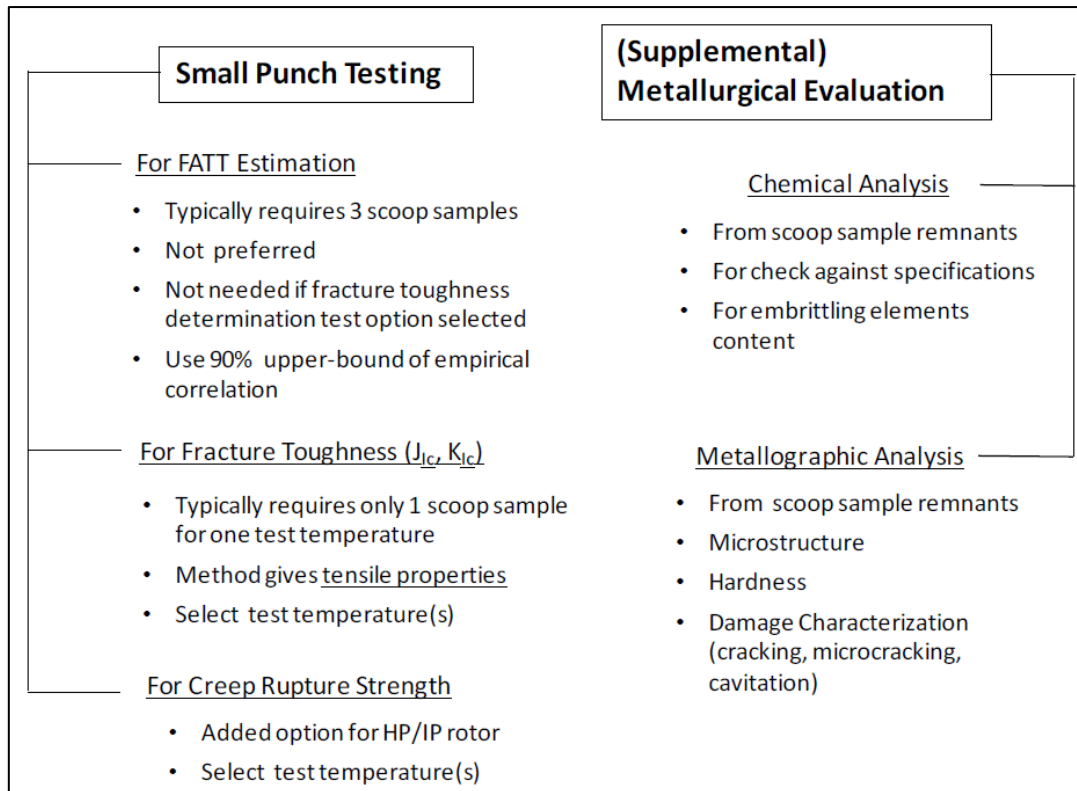 Small Punch Testing
For FATT Estimation
• Typically requires 3 scoop samples
• Not preferred
• Not needed if fracture toughness
determination test option selected
• Use 90% upper-bound of empirical
correlation
For Fracture Toughness (JIc, KIc)
• Typically requires only 1 scoop sample
for one test temperature
• Method gives tensile properties
• Select test temperature(s)
For Creep Rupture Strength
• Added option for HP/IP rotor
• Select test temperature(s)
(Supplemental)
Metallurgical Evaluation
Chemical Analysis
• From scoop sample remnants
• For check against specifications
• For embrittling elements
content
Metallographic Analysis
• From scoop sample remnants
• Microstructure
• Hardness
• Damage Characterization
(cracking, microcracking,
cavitation)